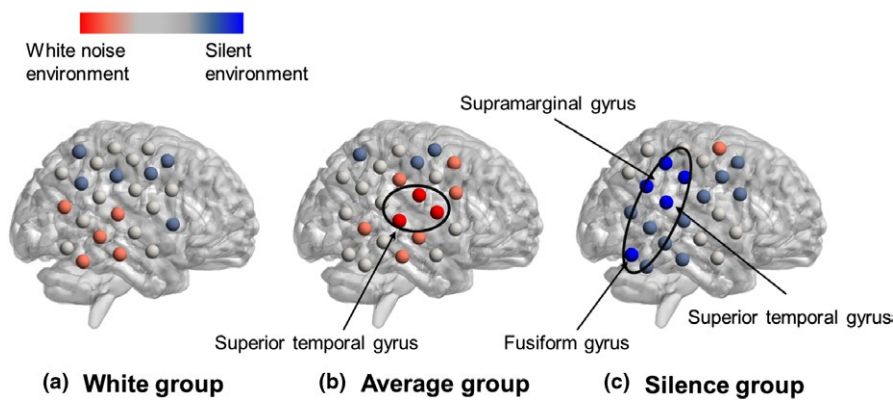 White noise environment
Silent environment
Supramarginal gyrus
Superior temporal gyrus
Fusiform gyrus
Superior temporal gyrus
(a) White group
(b) Average group
(c) Silence group